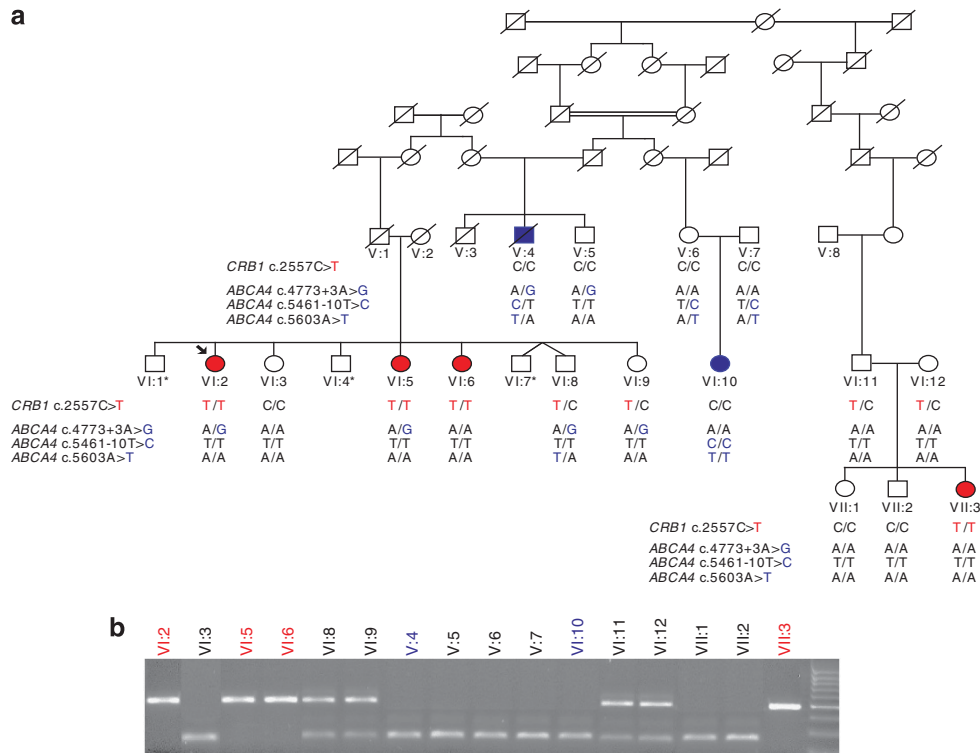 a
V:1 V:2 V:3 V:4 V:5 V:6 V:7 V:8
CRB1 c.2557C>T C/C C/C C/C C/C
ABCA4 c.4773+3A>G A/G A/G A/A A/A
ABCA4 c.5461-10T>C C/T T/T T/C T/C
ABCA4 c.5603A>T T/A A/A A/T A/T
VI:1* VI:2 VI:3 VI:4* VI:5 VI:6 VI:7* VI:8 VI:9 VI:10 VI:11 VI:12
CRB1 c.2557C>T T/T C/C T/T T/T T/C T/C C/C T/C T/C
ABCA4 c.4773+3A>G A/G A/A A/G A/A A/G A/G A/A A/A A/A
ABCA4 c.5461-10T>C T/T T/T T/T T/T T/T T/T C/C T/T T/T
ABCA4 c.5603A>T A/A A/A A/A A/A T/A A/A T/T A/A A/A
VII:1 VII:2 VII:3
CRB1 c.2557C>T C/C C/C T/T
ABCA4 c.4773+3A>G A/A A/A A/A
ABCA4 c.5461-10T>C T/T T/T T/T
ABCA4 c.5603A>T A/A A/A A/A
b
VI:2 VI:3 VI:5 VI:6 VI:8 VI:9 V:4 V:5 V:6 V:7 VI:10 VI:11 VI:12 VII:1 VII:2 VII:3